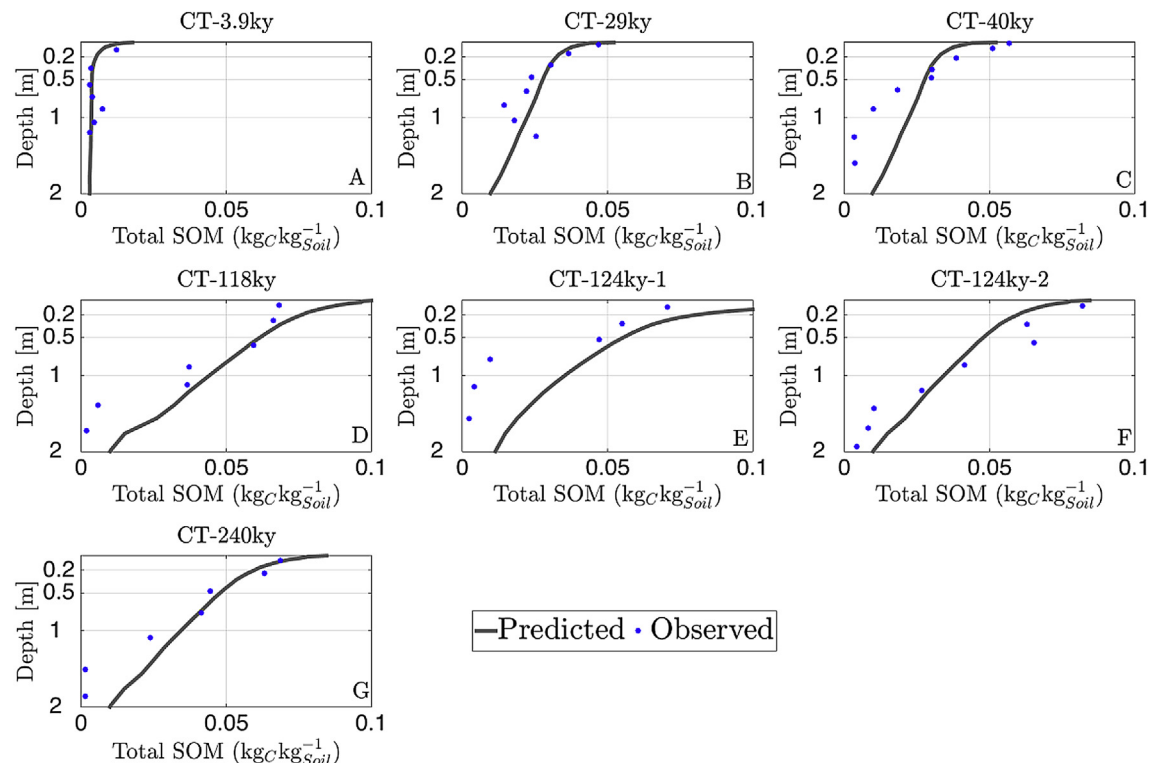 CT-3.9ky
CT-29ky
CT-40ky
0.2
0.5
1
2
Depth [m]
A
0
0.05
0.1
Total SOM (kg_C kg_Soil^-1)
0.2
0.5
1
2
Depth [m]
B
0
0.05
0.1
Total SOM (kg_C kg_Soil^-1)
0.2
0.5
1
2
Depth [m]
C
0
0.05
0.1
Total SOM (kg_C kg_Soil^-1)
CT-118ky
CT-124ky-1
CT-124ky-2
0.2
0.5
1
2
Depth [m]
D
0
0.05
0.1
Total SOM (kg_C kg_Soil^-1)
0.2
0.5
1
2
Depth [m]
E
0
0.05
0.1
Total SOM (kg_C kg_Soil^-1)
0.2
0.5
1
2
Depth [m]
F
0
0.05
0.1
Total SOM (kg_C kg_Soil^-1)
CT-240ky
0.2
0.5
1
2
Depth [m]
G
0
0.05
0.1
Total SOM (kg_C kg_Soil^-1)
Predicted
Observed